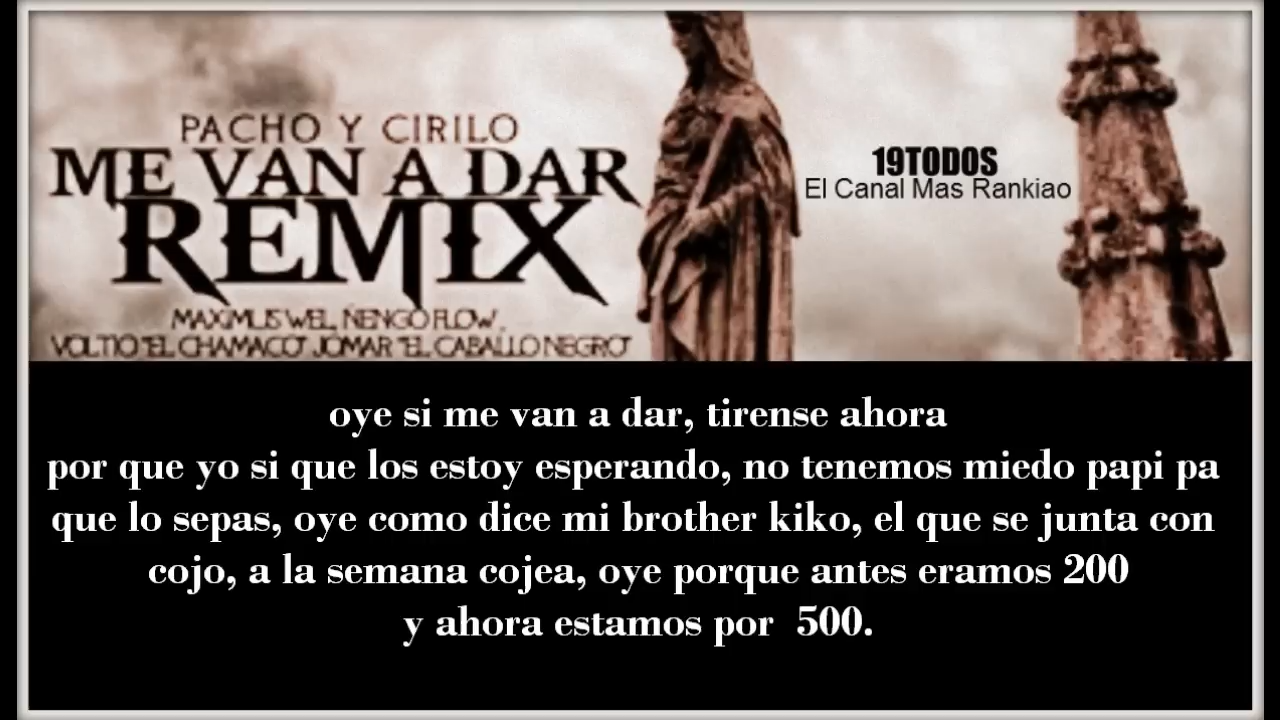 PACHO Y CIRILO
ME VAN A DAR
REMIX
MAXIMUS WEL, ÑENGO FLOW,
VOLTIO "EL CHAMACO" JOMAR "EL CABALLO NEGRO"
19TODOS
El Canal Mas Rankiao
oye si me van a dar, tirense ahora
por que yo si que los estoy esperando, no tenemos miedo papi pa
que lo sepas, oye como dice mi brother kiko, el que se junta con
cojo, a la semana cojea, oye porque antes eramos 200
y ahora estamos por 500.